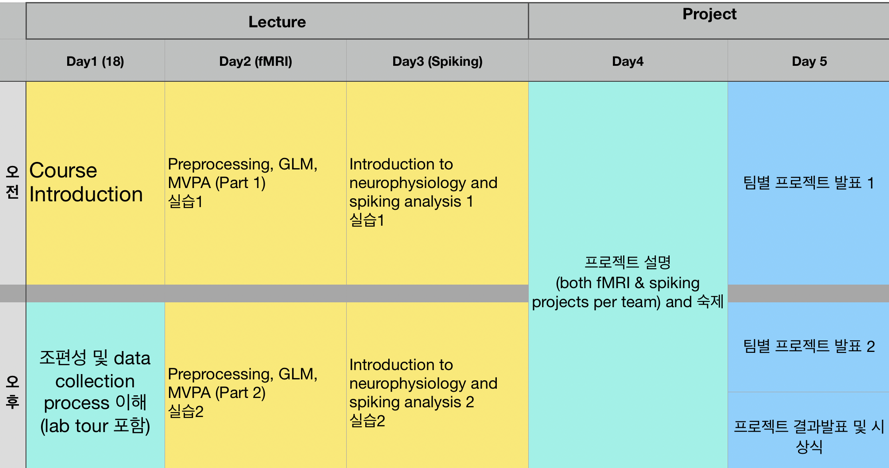 Lecture
Project
Day1 (18)
Day2 (fMRI)
Day3 (Spiking)
Day4
Day 5
오
전
Course
Introduction
Preprocessing, GLM,
MVPA (Part 1)
실습1
Introduction to
neurophysiology and
spiking analysis 1
실습1
프로젝트 설명
(both fMRI & spiking
projects per team) and 숙제
팀별 프로젝트 발표 1
오
후
조편성 및 data
collection
process 이해
(lab tour 포함)
Preprocessing, GLM,
MVPA (Part 2)
실습2
Introduction to
neurophysiology and
spiking analysis 2
실습2
팀별 프로젝트 발표 2
프로젝트 결과발표 및 시
상식